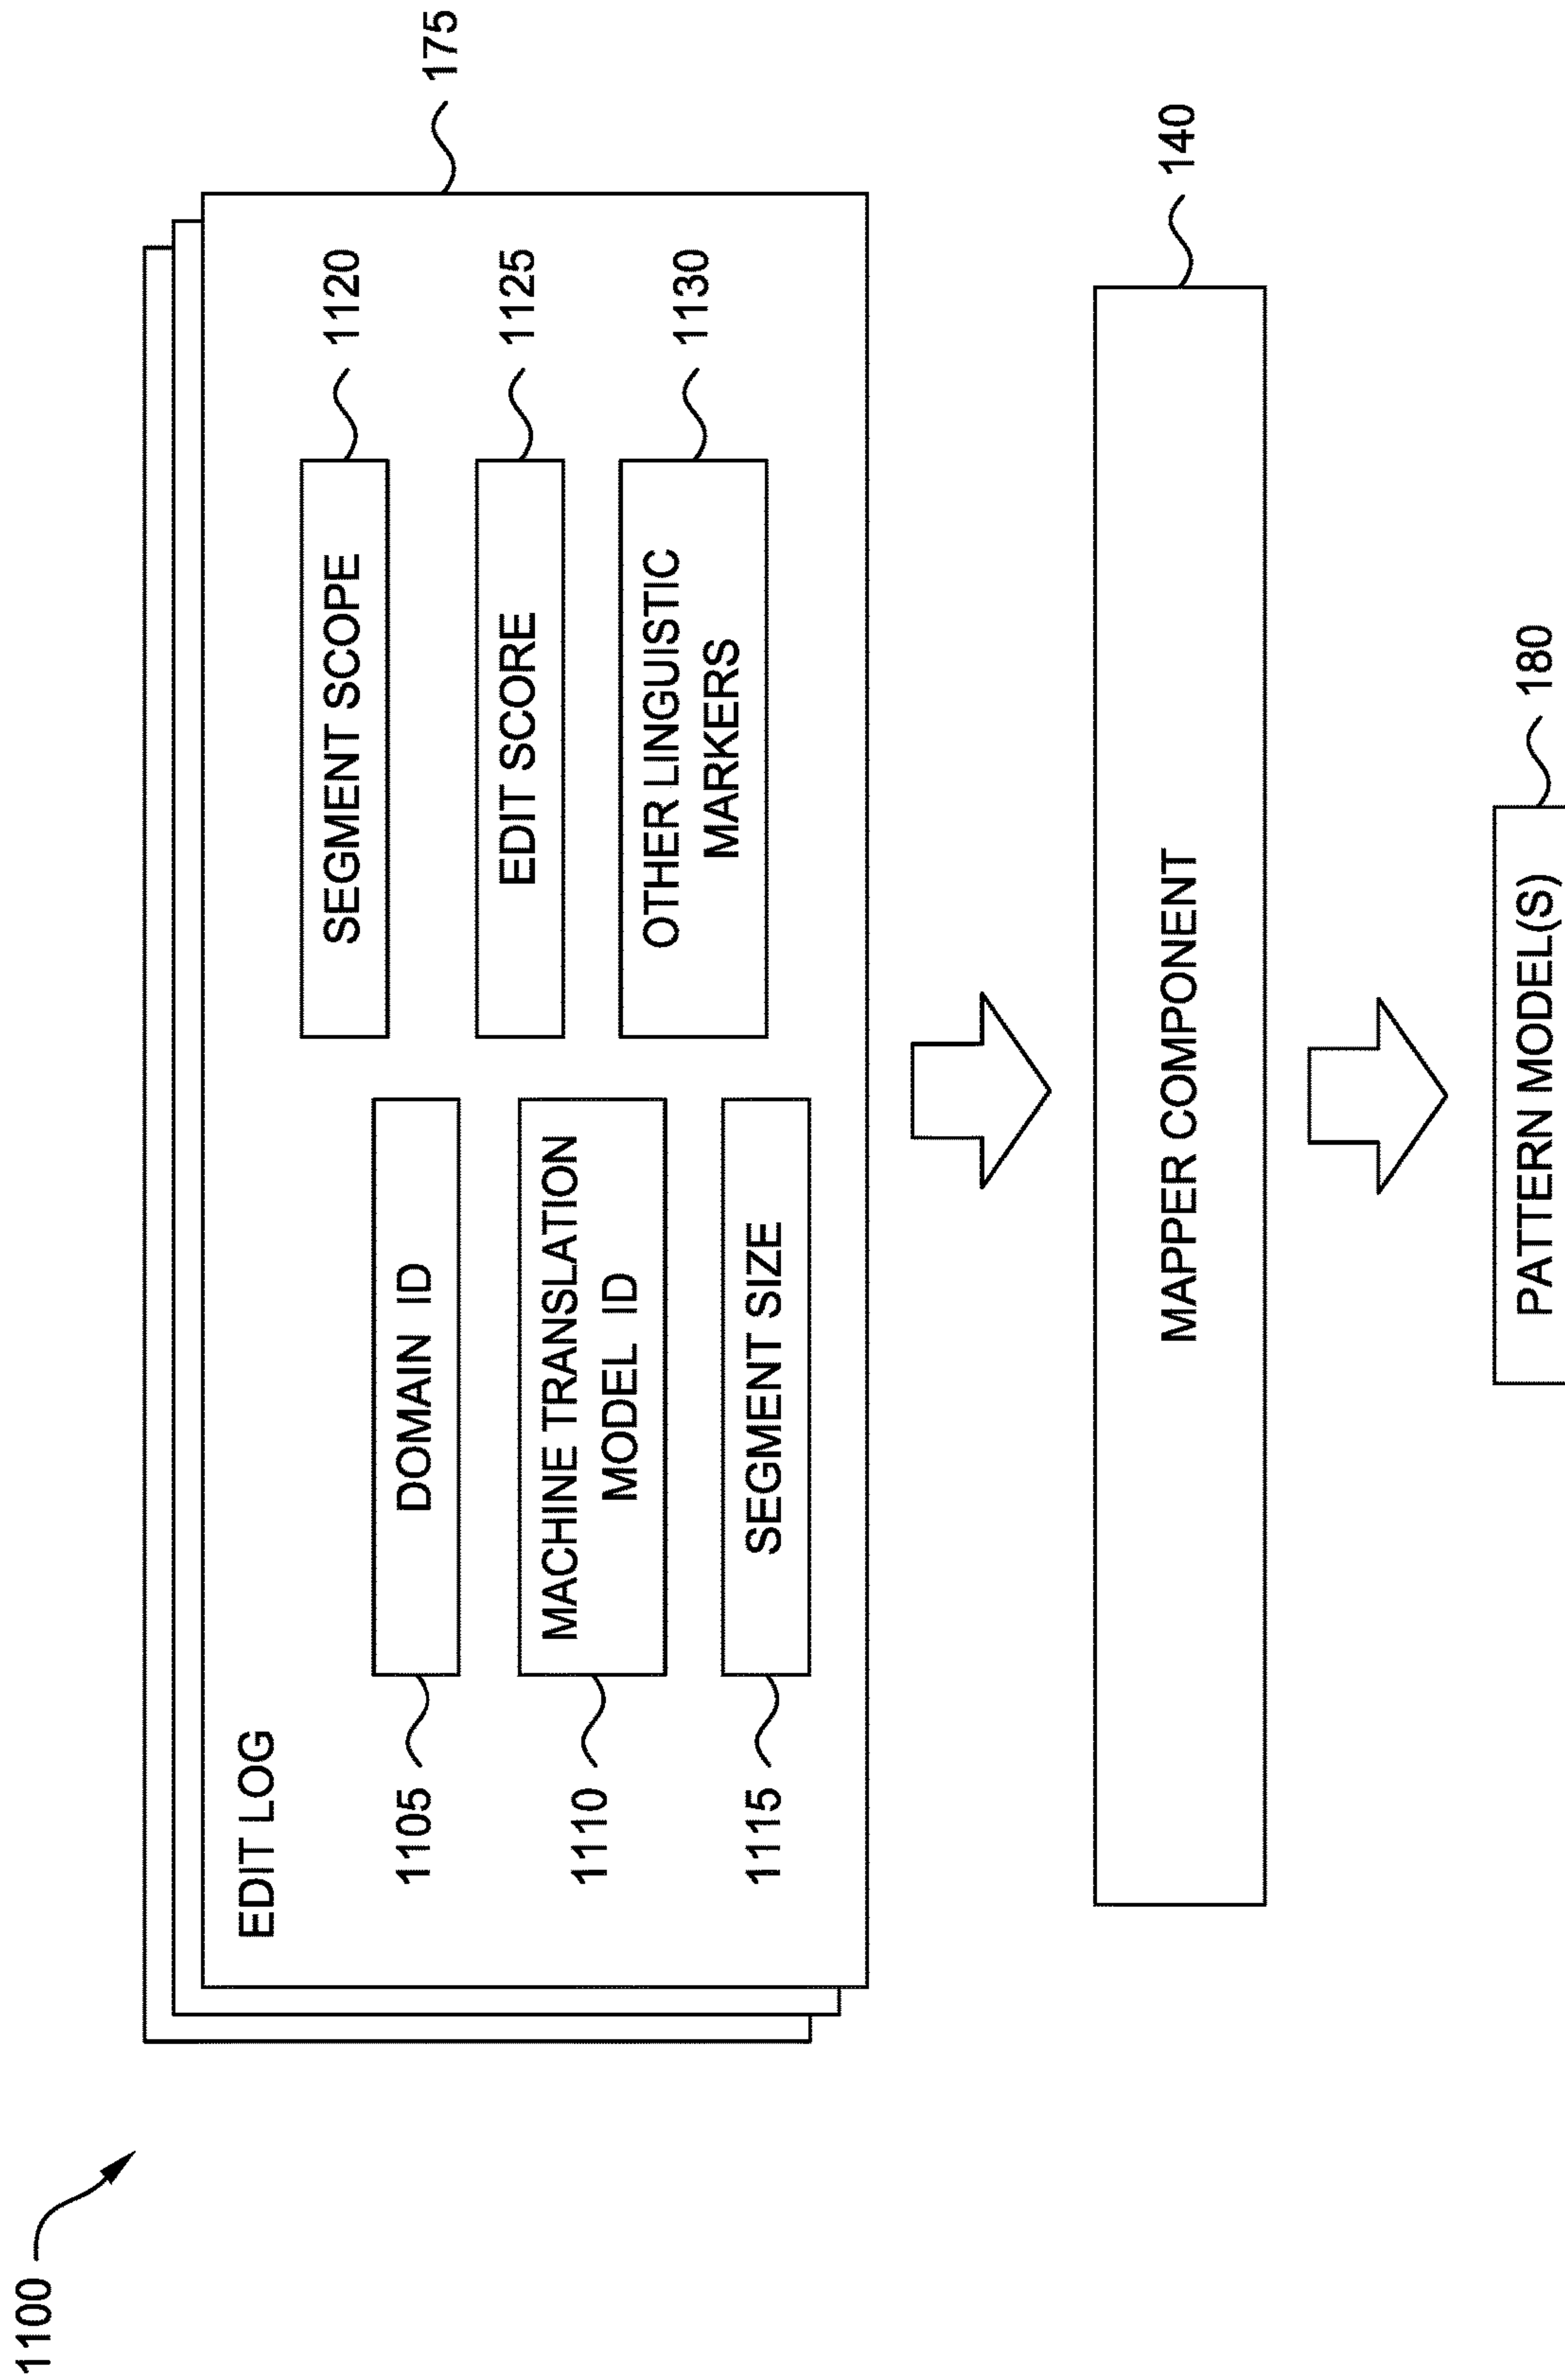 1100
EDIT LOG
175
1105
DOMAIN ID
1110
MACHINE TRANSLATION
MODEL ID
1115
SEGMENT SIZE
SEGMENT SCOPE
1120
EDIT SCORE
1125
OTHER LINGUISTIC
MARKERS
1130
MAPPER COMPONENT
140
PATTERN MODEL(S)
180